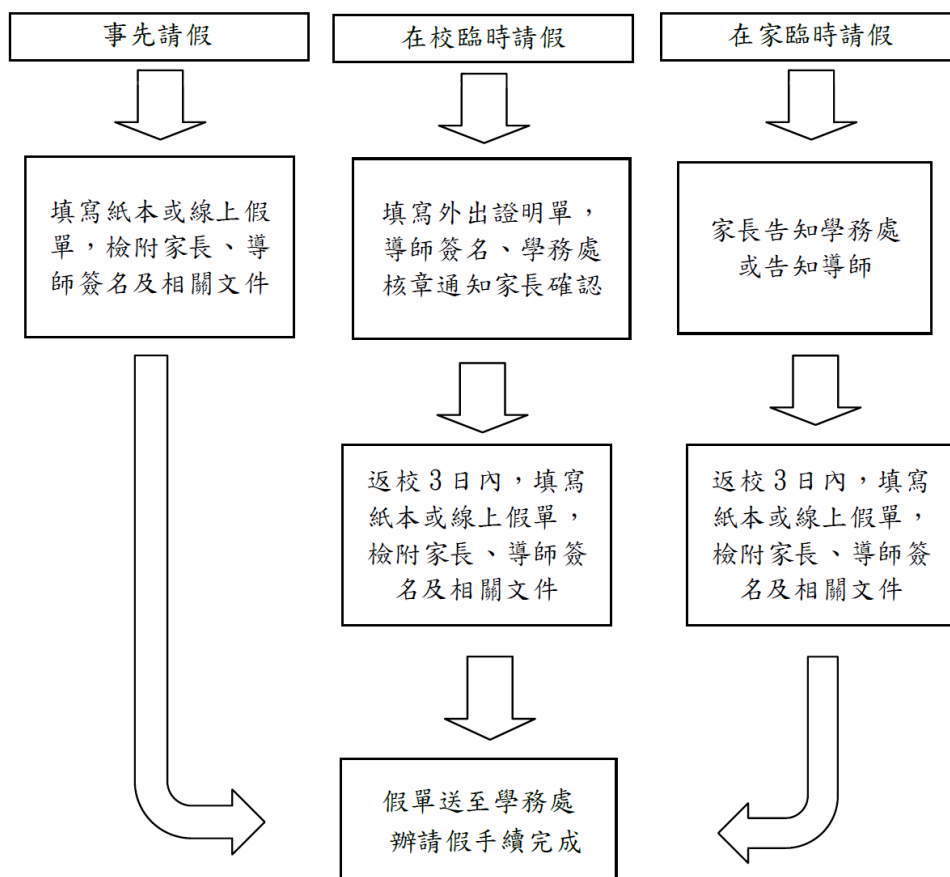 事先請假
在校臨時請假
在家臨時請假
填寫紙本或線上假
單，檢附家長、導
師簽名及相關文件
填寫外出證明單，
導師簽名、學務處
核章通知家長確認
家長告知學務處
或告知導師
返校3日內，填寫
紙本或線上假單，
檢附家長、導師簽
名及相關文件
返校3日內，填寫
紙本或線上假單，
檢附家長、導師簽
名及相關文件
假單送至學務處
辦請假手續完成